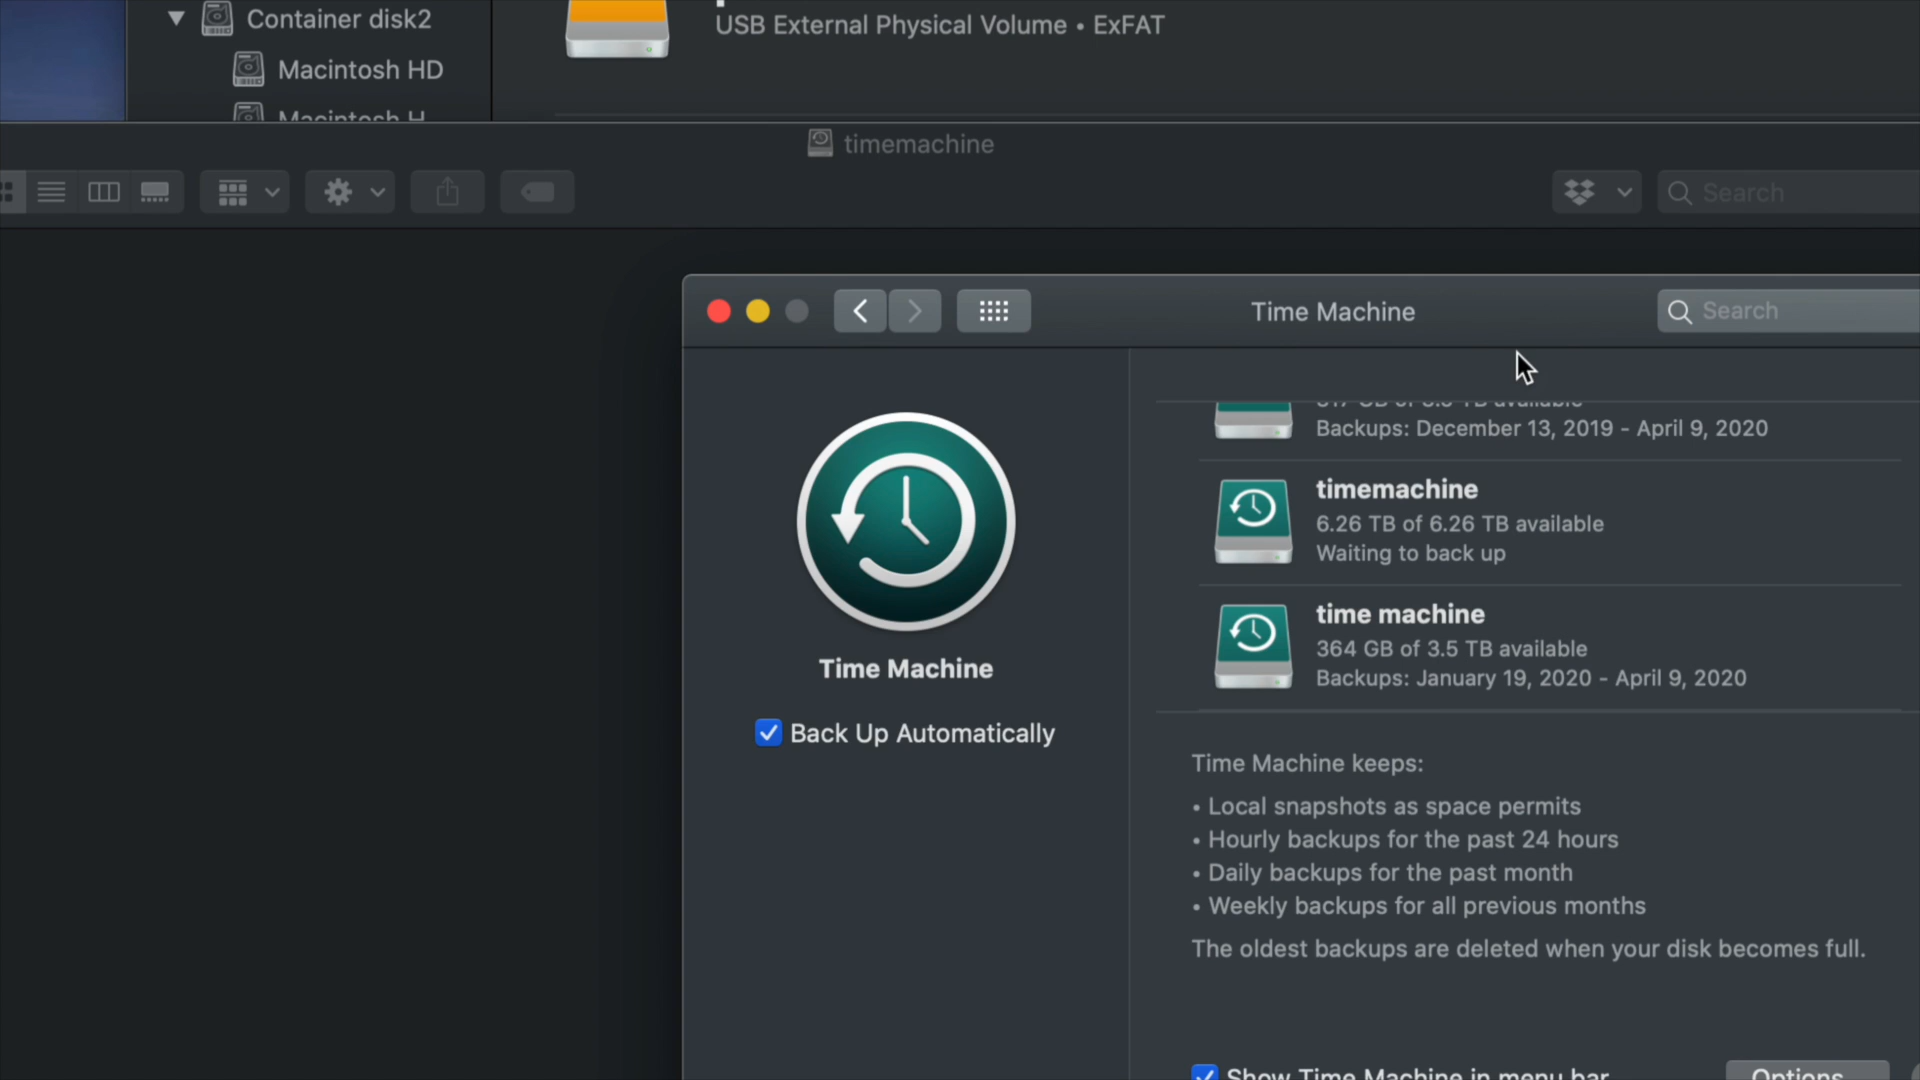 Container disk2
USB External Physical Volume • ExFAT
Macintosh HD
Macintosh H
timemachine
Search
Time Machine
Search
Backups: December 13, 2019 - April 9, 2020
timemachine
6.26 TB of 6.26 TB available
Waiting to back up
time machine
364 GB of 3.5 TB available
Backups: January 19, 2020 - April 9, 2020
Time Machine
Back Up Automatically
Time Machine keeps:
• Local snapshots as space permits
• Hourly backups for the past 24 hours
• Daily backups for the past month
• Weekly backups for all previous months
The oldest backups are deleted when your disk becomes full.
Show Time Machine in menu bar
Options